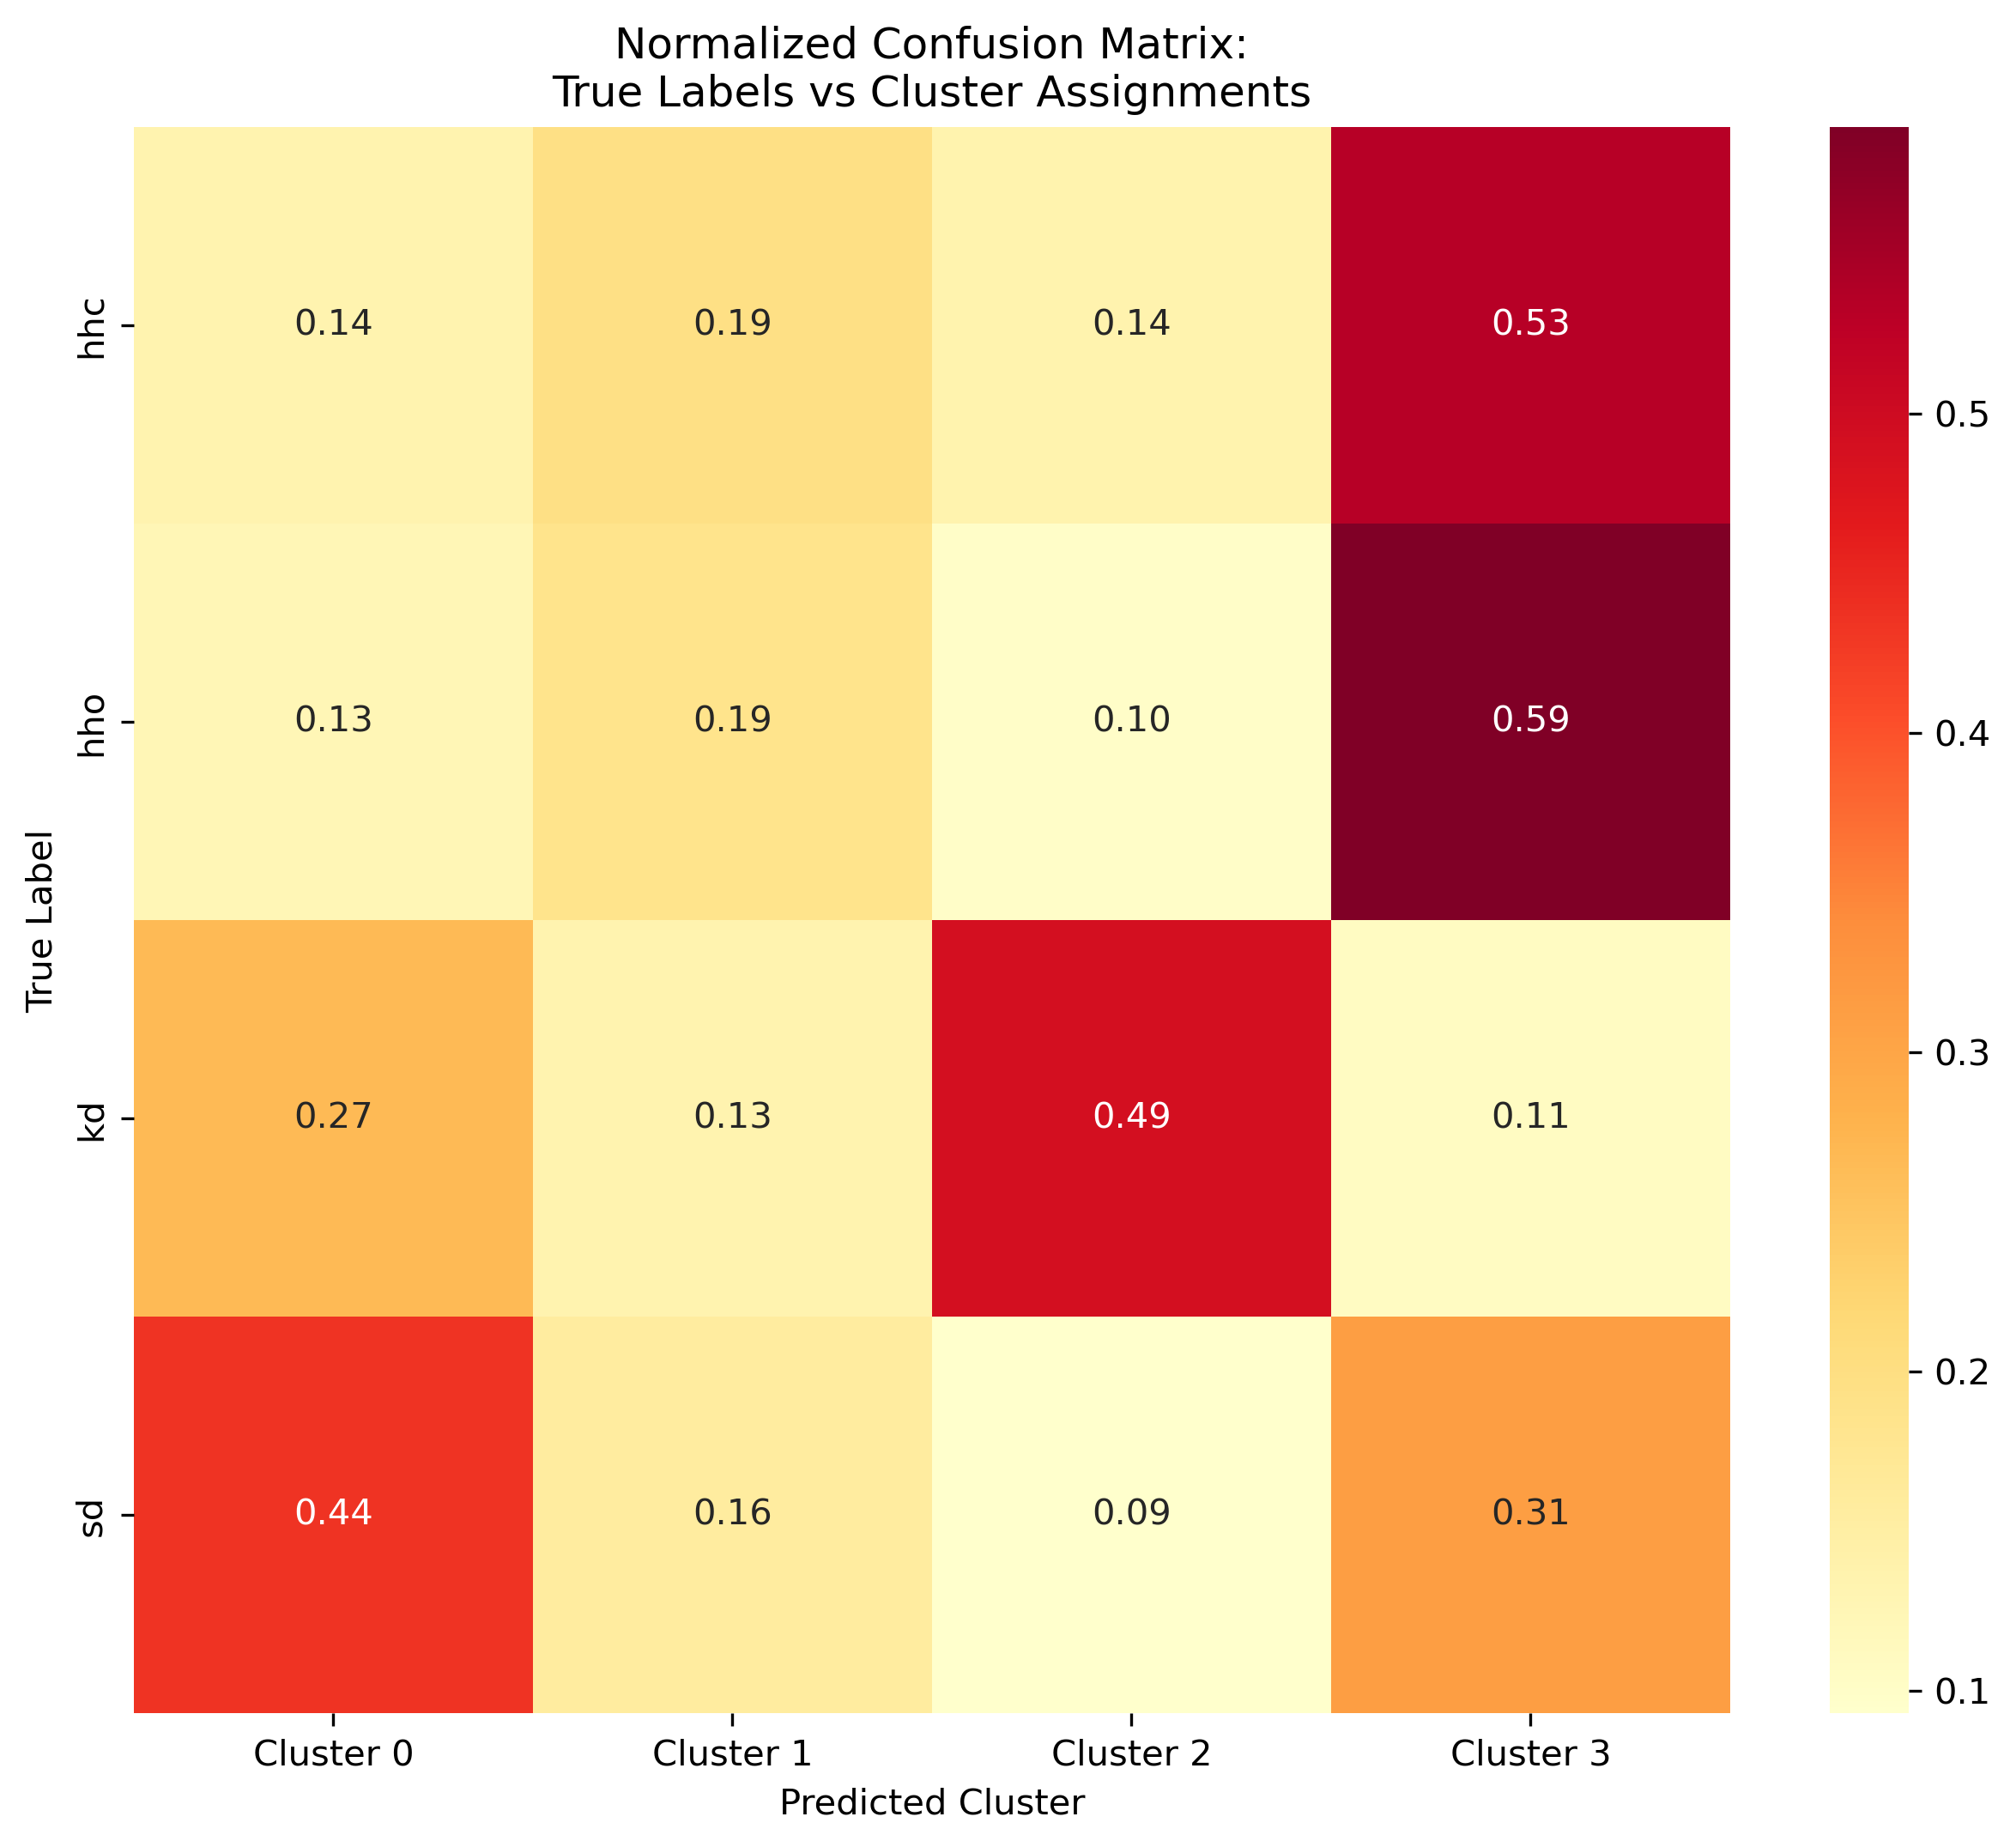 Normalized Confusion Matrix:
True Labels vs Cluster Assignments
True Label
hhc
0.14
0.19
0.14
0.53
hho
0.13
0.19
0.10
0.59
kd
0.27
0.13
0.49
0.11
sd
0.44
0.16
0.09
0.31
Cluster 0
Cluster 1
Cluster 2
Cluster 3
Predicted Cluster
0.5
0.4
0.3
0.2
0.1